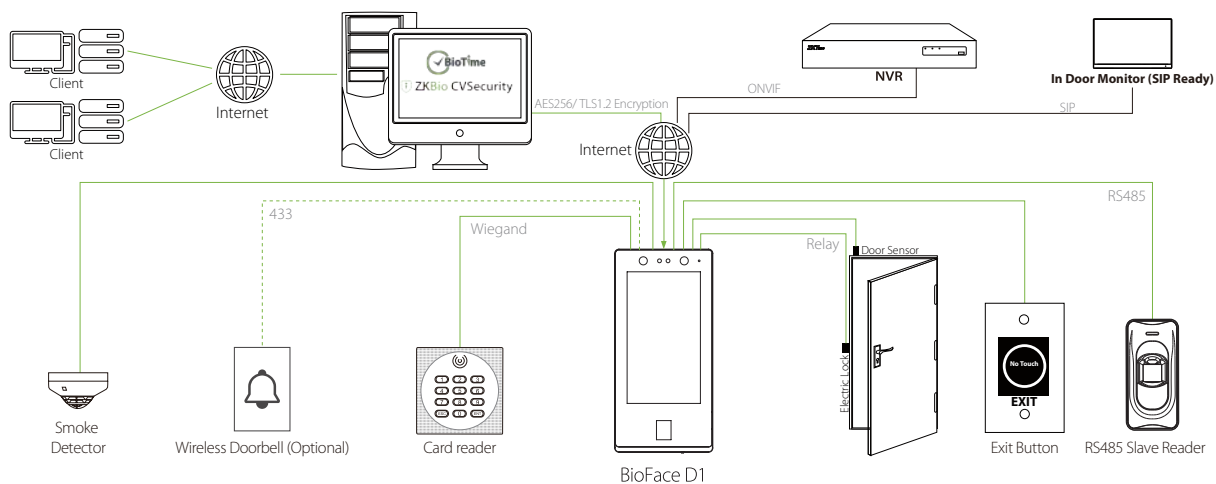 BioTime
ZKBio CVSecurity
NVR
In Door Monitor (SIP Ready)
Client
Internet
ONVIF
AES256/ TLS1.2 Encryption
SIP
Client
Internet
433
Wiegand
RS485
Relay
Door Sensor
Electric Lock
No Touch
EXIT
Smoke
Detector
Wireless Doorbell (Optional)
Card reader
Exit Button
RS485 Slave Reader
BioFace D1